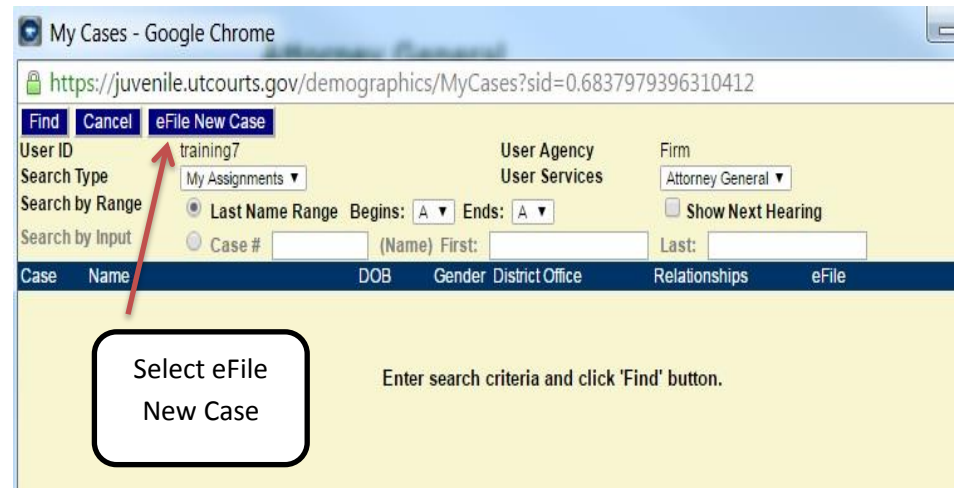 My Cases - Google Chrome
Attorney General
https://juvenile.utcourts.gov/demographics/MyCases?sid=0.6837979396310412
Find Cancel eFile New Case
User ID training7 User Agency Firm
Search Type My Assignments ▼ User Services Attorney General ▼
Search by Range Last Name Range Begins: A ▼ Ends: A ▼ Show Next Hearing
Search by Input Case # (Name) First: Last:
Case Name DOB Gender District Office Relationships eFile
Enter search criteria and click 'Find' button.
Select eFile
New Case